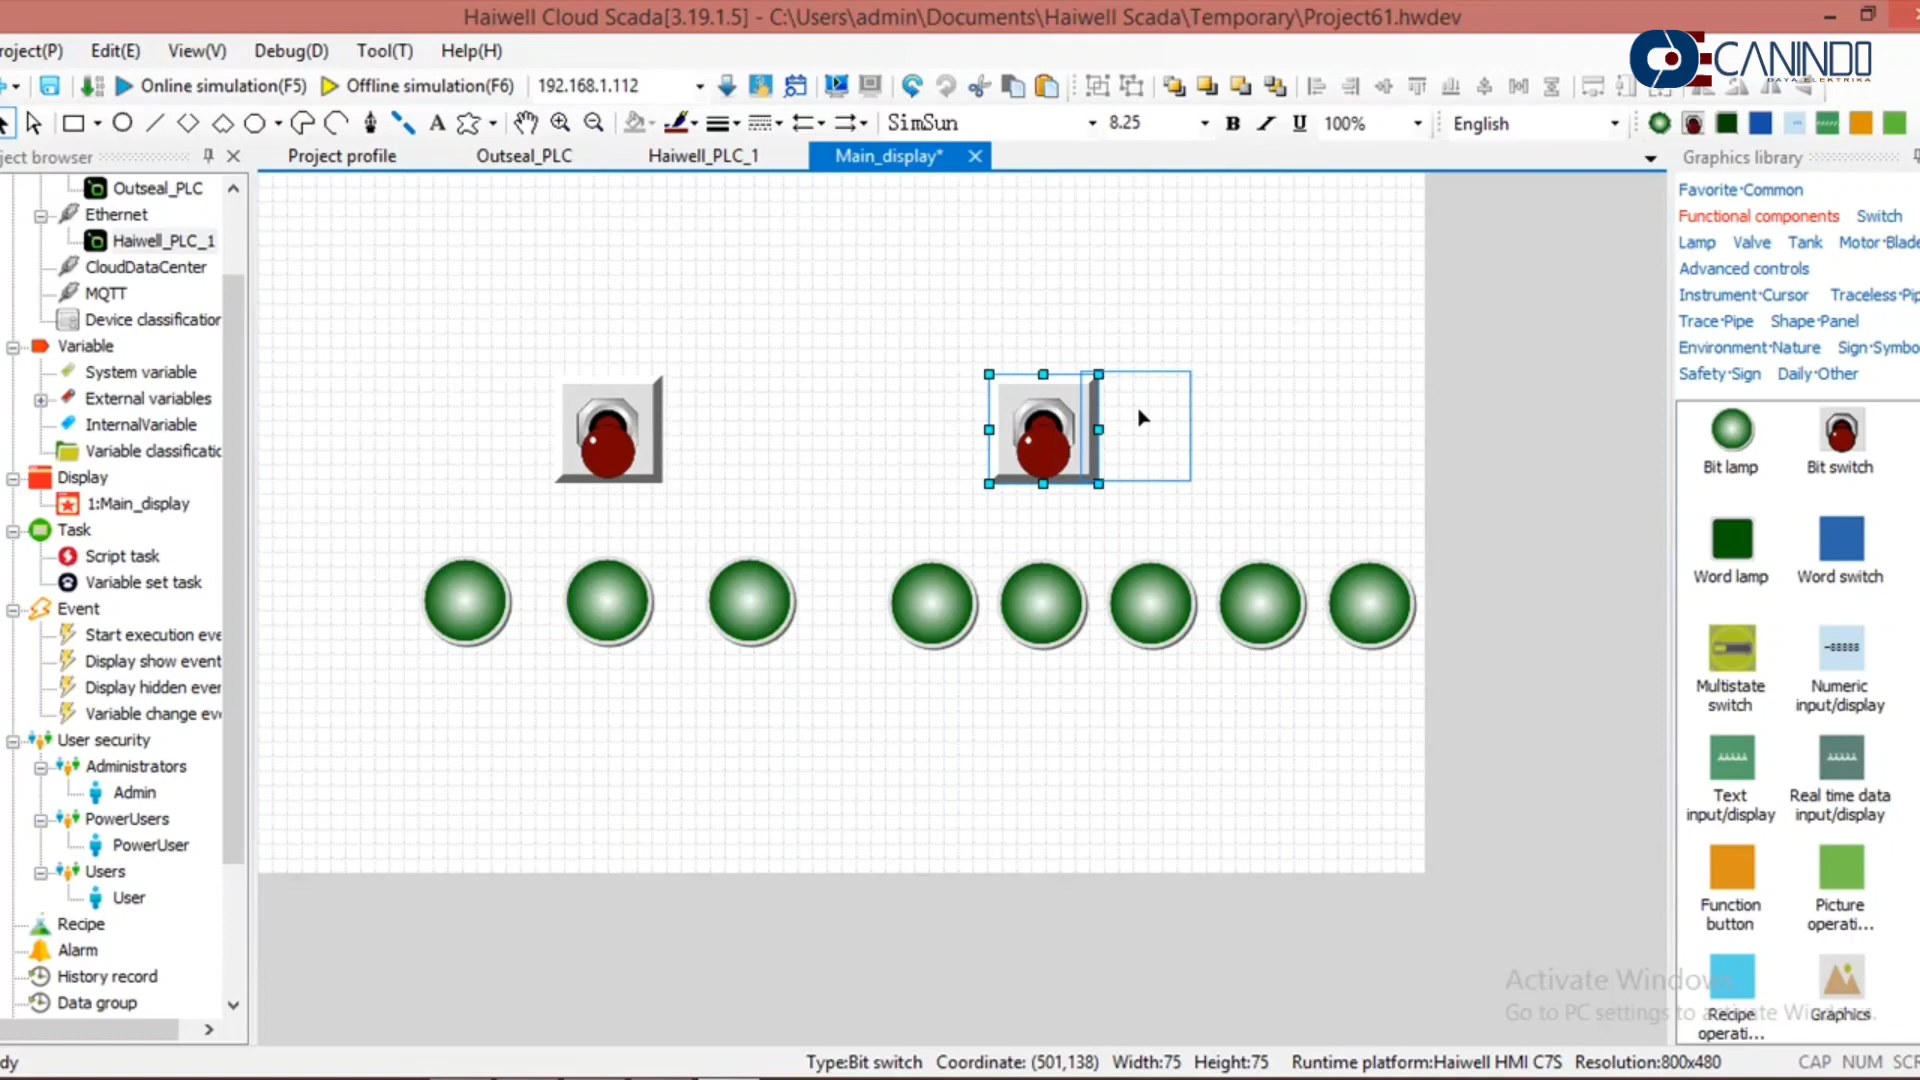 Haiwell Cloud Scada[3.19.1.5] - C:\Users\admin\Documents\Haiwell Scada\Temporary\Project61.hwdev
roject(P) Edit(E) View(V) Debug(D) Tool(T) Help(H)
CANINDO
DAYA ELEKTRIKA
Online simulation(F5) Offline simulation(F6) 192.168.1.112
A SimSun 8.25 B I U 100% English
ject browser Project profile Outseal_PLC Haiwell_PLC_1 Main_display* Graphics library
Outseal_PLC
Ethernet
Haiwell_PLC_1
CloudDataCenter
MQTT
Device classification
Variable
System variable
External variables
InternalVariable
Variable classificatic
Display
1:Main_display
Task
Script task
Variable set task
Event
Start execution eve
Display show event
Display hidden ever
Variable change eve
User security
Administrators
Admin
PowerUsers
PowerUser
Users
User
Recipe
Alarm
History record
Data group
Favorite·Common
Functional components Switch
Lamp Valve Tank Motor·Blade
Advanced controls
Instrument·Cursor Traceless·Pip
Trace·Pipe Shape·Panel
Environment·Nature Sign·Symbo
Safety·Sign Daily·Other
Bit lamp Bit switch
Word lamp Word switch
-88888
Multistate switch Numeric input/display
Text input/display Real time data input/display
Function button Picture operati...
Recipe operati... Graphics
Activate Windows
Go to PC settings to activate Windows.
dy Type:Bit switch Coordinate: (501,138) Width:75 Height:75 Runtime platform:Haiwell HMI C7S Resolution:800x480 CAP NUM SCR